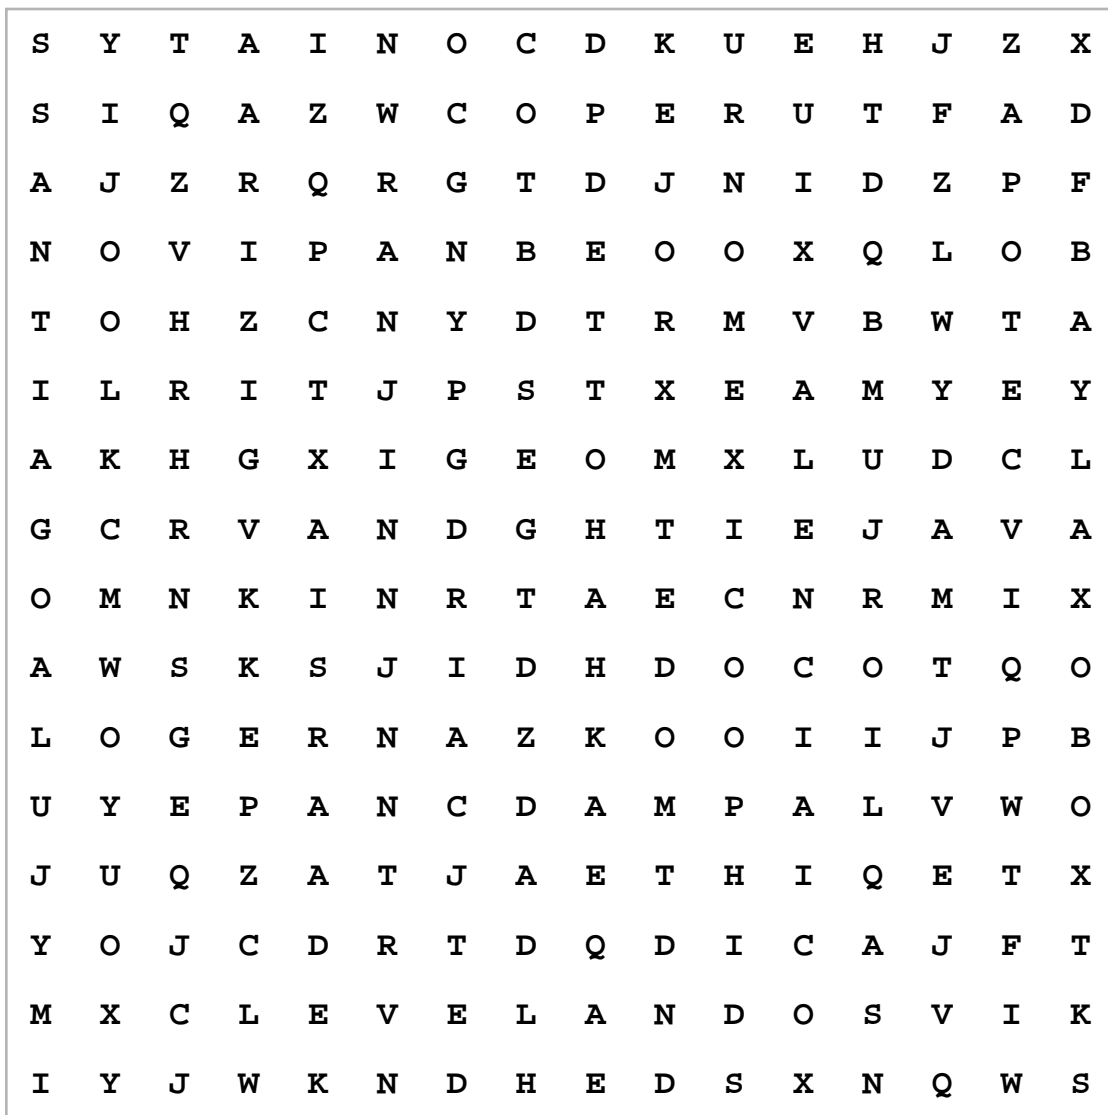 S Y T A I N O C D K U E H J Z X
S I Q A Z W C O P E R U T F A D
A J Z R Q R G T D J N I D Z P F
N O V I P A N B E O O X Q L O B
T O H Z C N Y D T R M V B W T A
I L R I T J P S T X E A M Y E Y
A K H G X I G E O M X L U D C L
G C R V A N D G H T I E J A V A
O M N K I N R T A E C N R M I X
A W S K S J I D H D O C O T Q O
L O G E R N A Z K O O I I J P B
U Y E P A N C D A M P A L V W O
J U Q Z A T J A E T H I Q E T X
Y O J C D R T D Q D I C A J F T
M X C L E V E L A N D O S V I K
I Y J W K N D H E D S X N Q W S